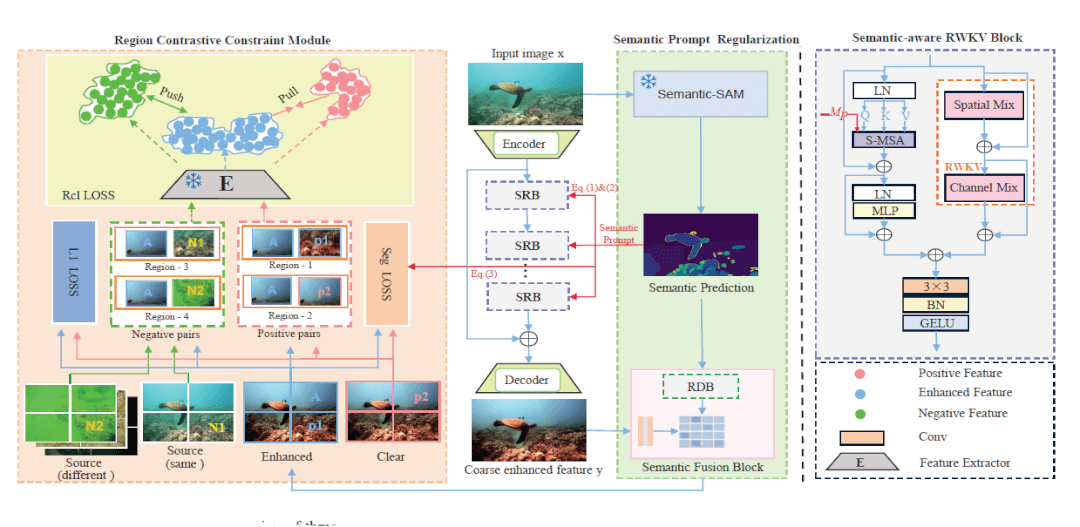 Region Contrastive Constraint Module
Push
Pull
E
Rcl LOSS
L1 LOSS
A
N1
Region - 3
A
N2
Region - 4
Negative pairs
A
p1
Region - 1
A
p2
Region - 2
Positive pairs
Seg LOSS
N2
Source
(different )
N1
Source
(same )
A
p1
Enhanced
p2
Clear
Input image x
Encoder
SRB
SRB
SRB
Eq.(1)&(2)
Semantic
Prompt
Eq.(3)
Decoder
Coarse enhanced feature y
Semantic Prompt Regularization
Semantic-SAM
Semantic Prediction
RDB
Semantic Fusion Block
Semantic-aware RWKV Block
LN
Mp
Q K V
S-MSA
LN
MLP
Spatial Mix
RWKV
Channel Mix
3×3
BN
GELU
Positive Feature
Enhanced Feature
Negative Feature
Conv
E
Feature Extractor